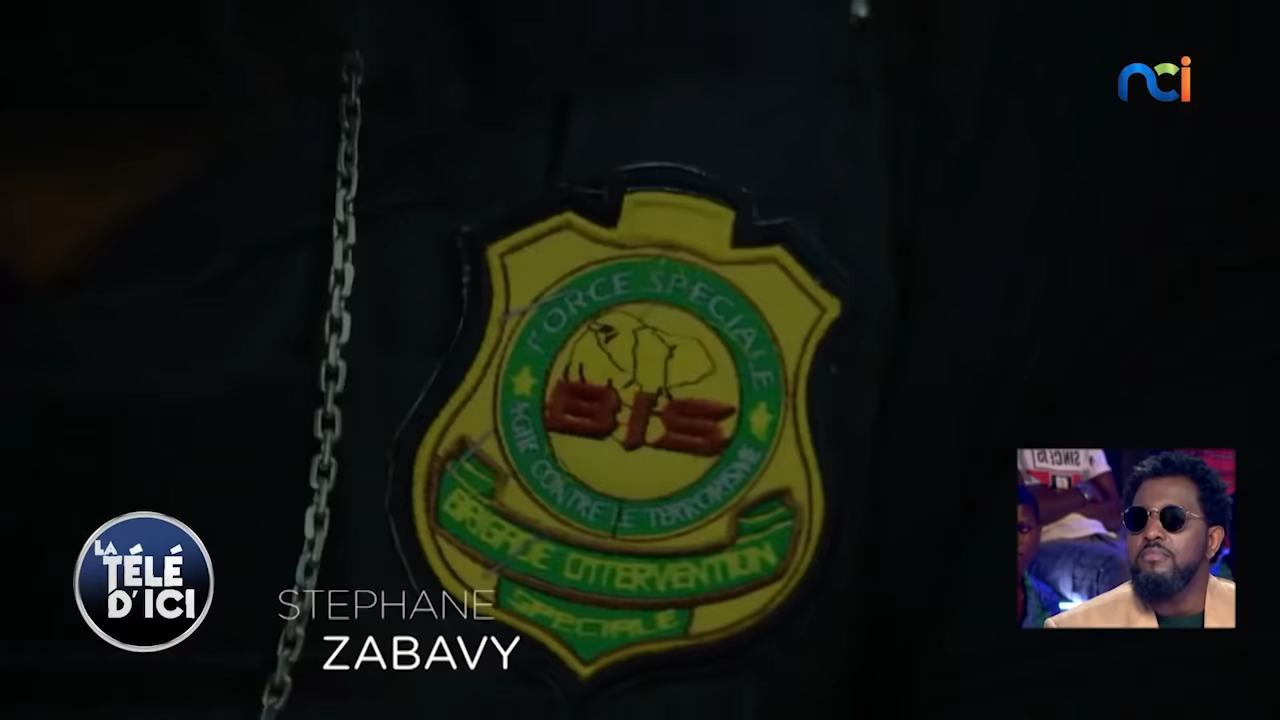 nci
FORCE SPECIALE
BIS
AGIR CONTRE LE TERRORISME
BRIGADE INTERVENTION
SPECIALE
LA
TÉLÉ
D'ICI
STEPHANE
ZABAVY